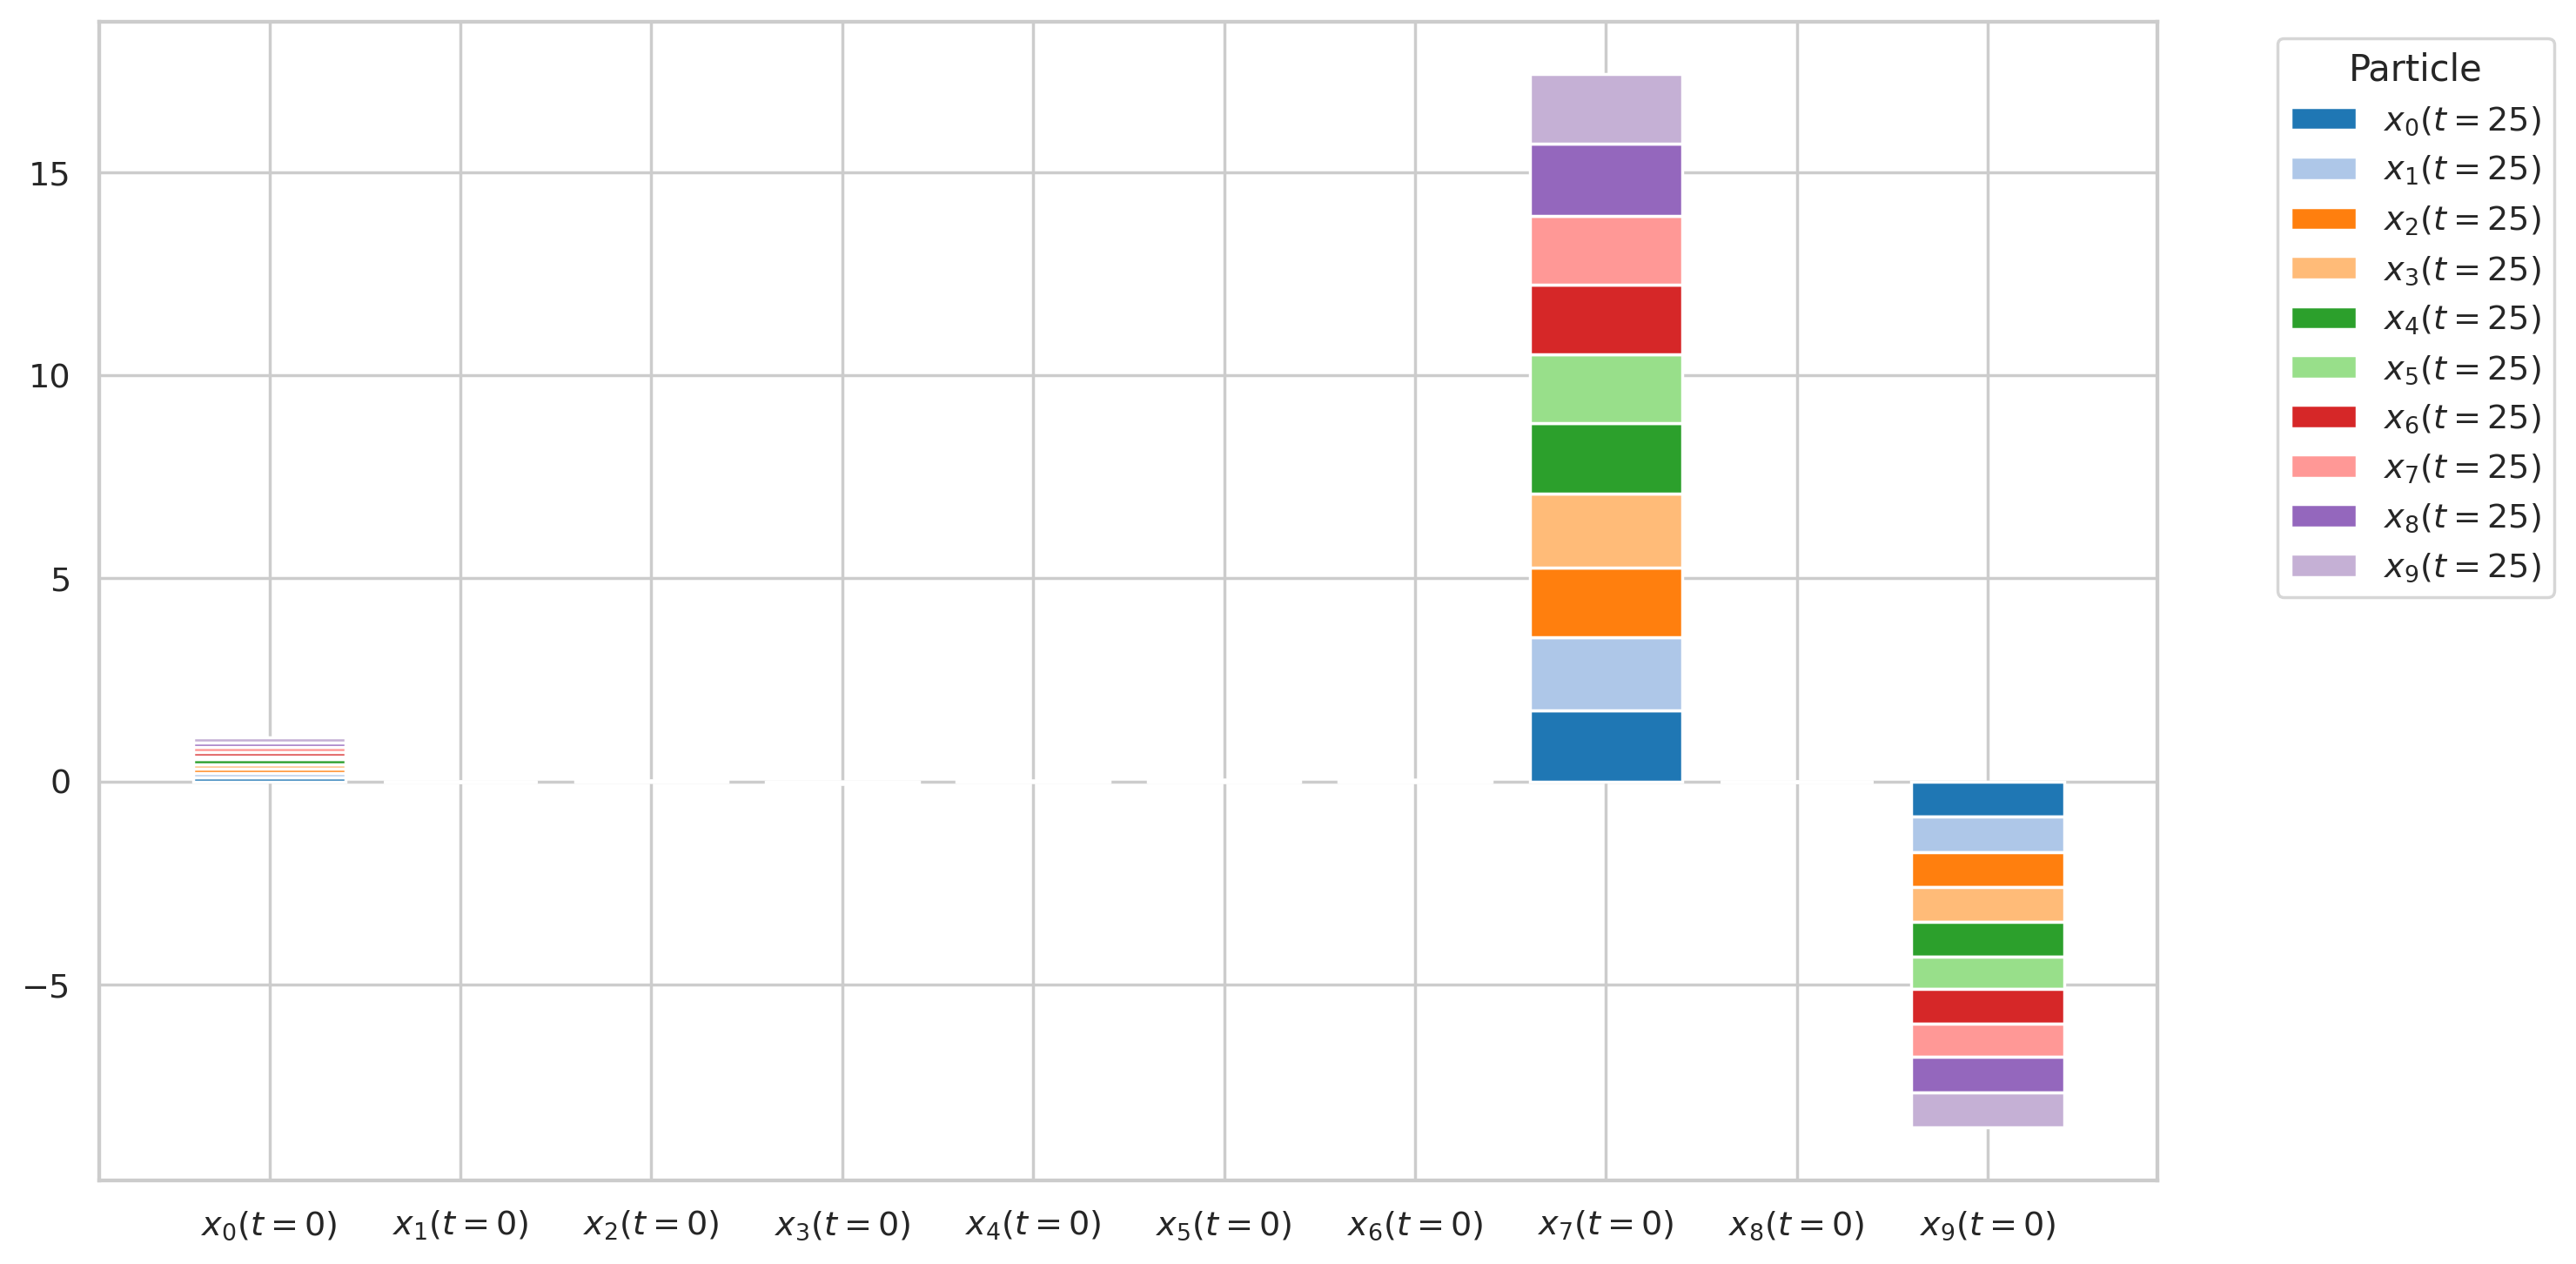 15
10
5
0
−5
x₀(t = 0)
x₁(t = 0)
x₂(t = 0)
x₃(t = 0)
x₄(t = 0)
x₅(t = 0)
x₆(t = 0)
x₇(t = 0)
x₈(t = 0)
x₉(t = 0)
Particle
x₀(t = 25)
x₁(t = 25)
x₂(t = 25)
x₃(t = 25)
x₄(t = 25)
x₅(t = 25)
x₆(t = 25)
x₇(t = 25)
x₈(t = 25)
x₉(t = 25)